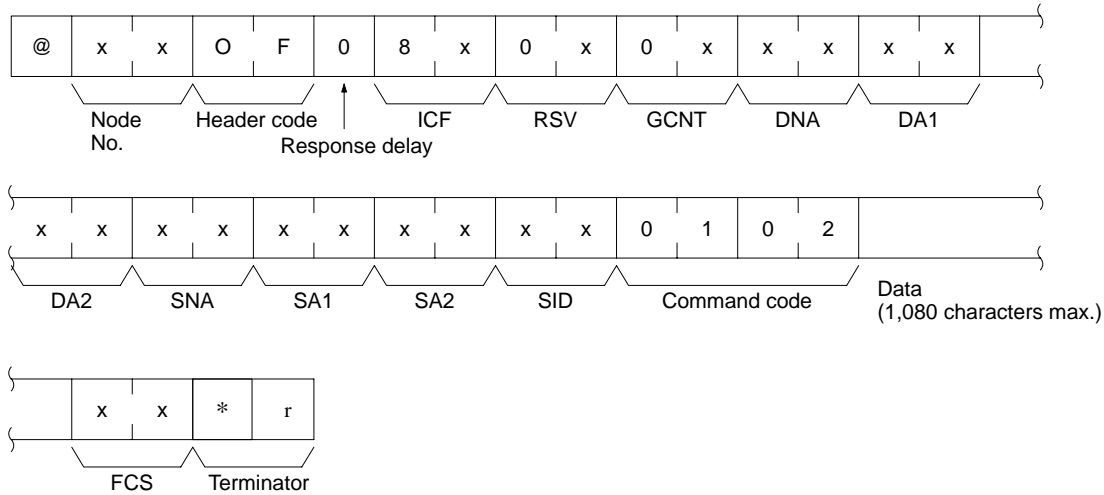 @ x x O F 0 8 x 0 x 0 x x x x x
Node No. Header code ICF RSV GCNT DNA DA1
Response delay
x x x x x x x x x x 0 1 0 2
DA2 SNA SA1 SA2 SID Command code Data
(1,080 characters max.)
x x * r
FCS Terminator